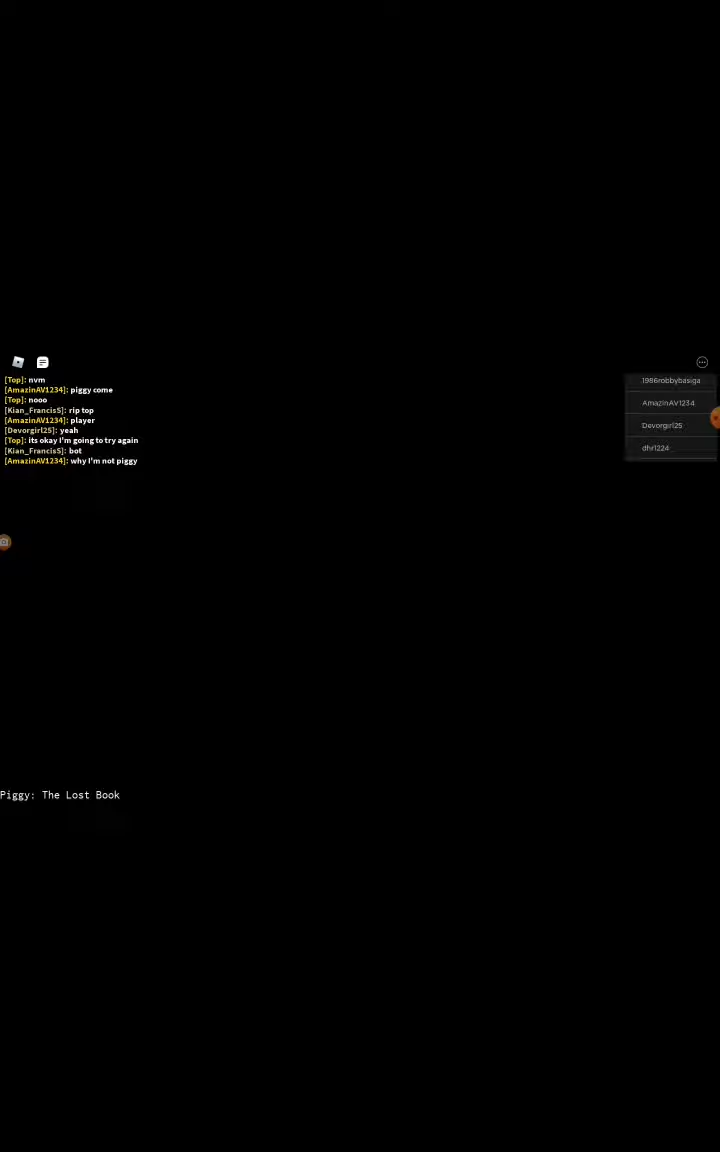 [Top]: nvm
[AmazinAV1234]: piggy come
[Top]: nooo
[Kian_FrancisS]: rip top
[AmazinAV1234]: player
[Devorgirl25]: yeah
[Top]: its okay I'm going to try again
[Kian_FrancisS]: bot
[AmazinAV1234]: why I'm not piggy
1986robbybasiga
AmazinAV1234
Devorgirl25
dhr1224
Piggy: The Lost Book